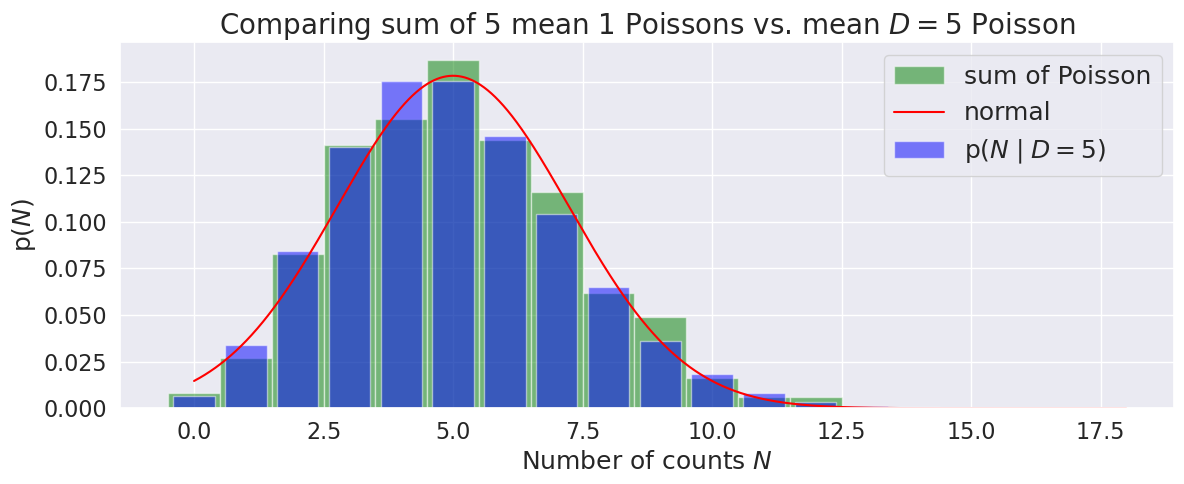 Comparing sum of 5 mean 1 Poissons vs. mean D = 5 Poisson
sum of Poisson
normal
p(N | D = 5)
p(N)
0.175
0.150
0.125
0.100
0.075
0.050
0.025
0.000
0.0 2.5 5.0 7.5 10.0 12.5 15.0 17.5
Number of counts N